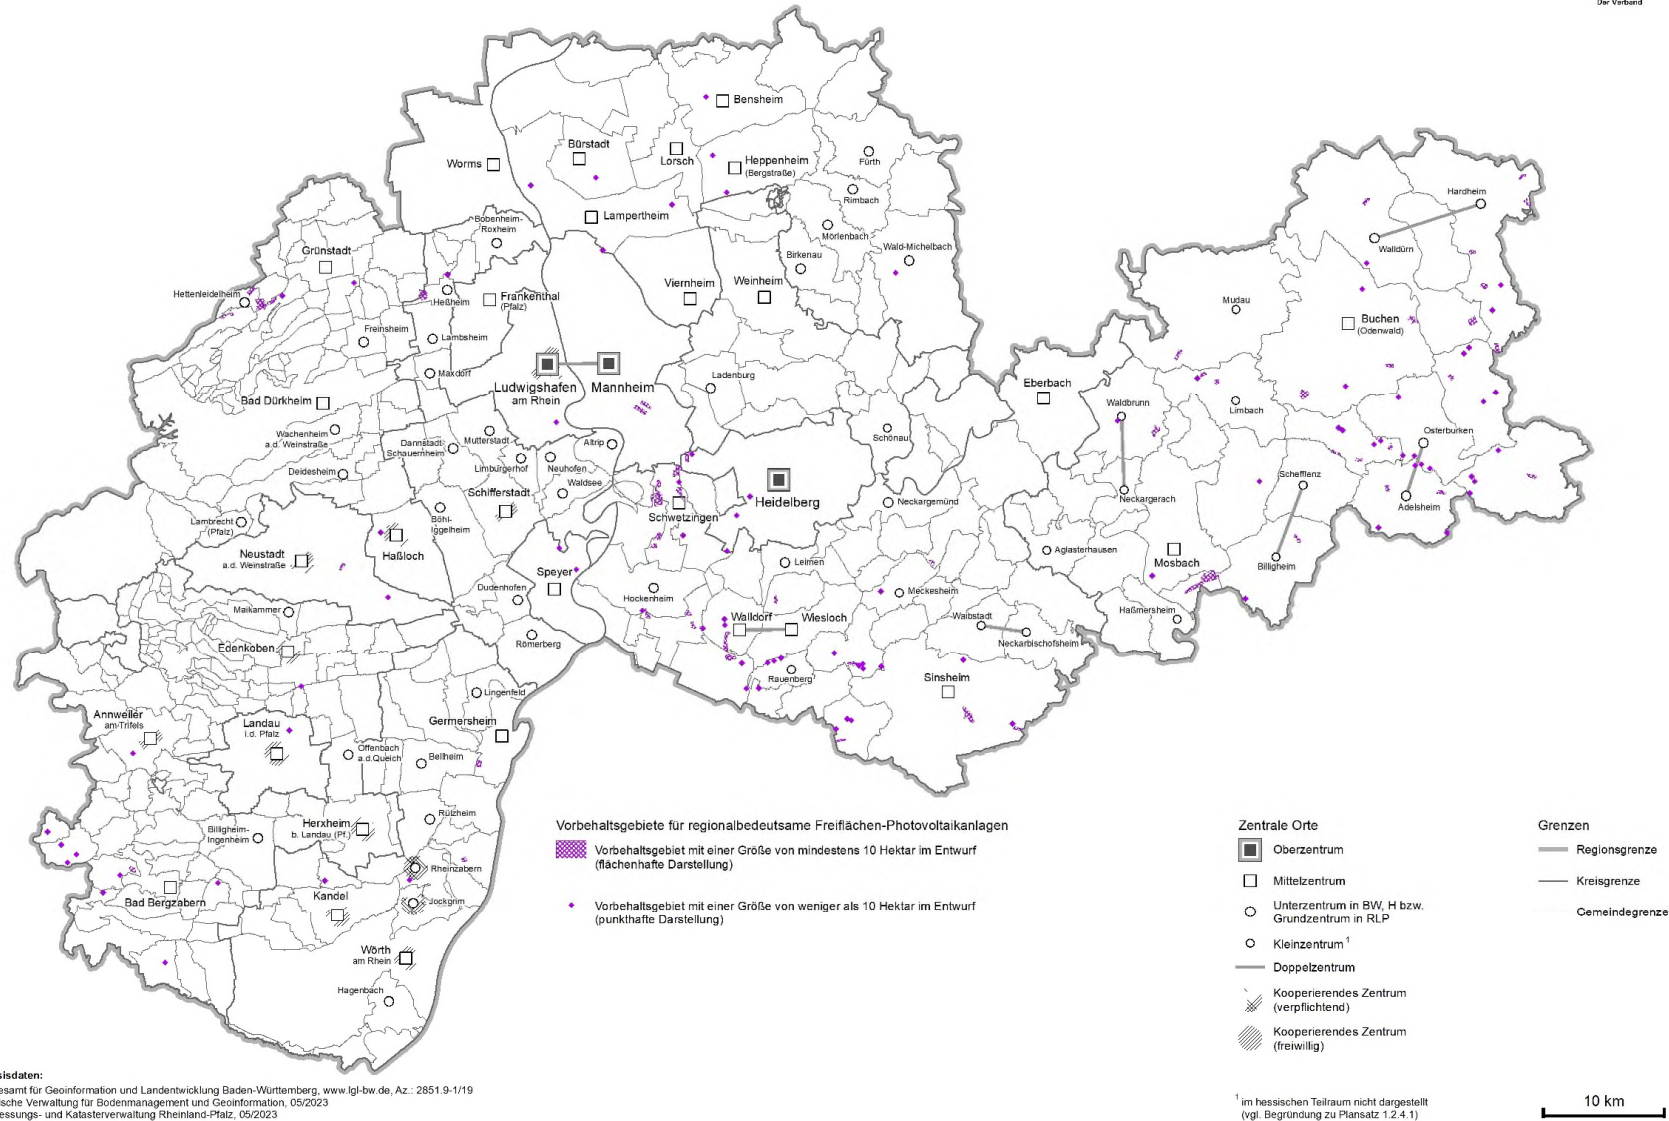 Der Verband
Bensheim
Bürstadt
Lorsch
Heppenheim
(Bergstraße)
Fürth
Worms
Rimbach
Hardheim
Lampertheim
Bobenheim-
Roxheim
Mörlenbach
Walldürn
Grünstadt
Birkenau
Wald-Michelbach
Viernheim
Weinheim
Hettenleidelheim
Heßheim
Frankenthal
(Pfalz)
Mudau
Buchen
(Odenwald)
Freinsheim
Lambsheim
Maxdorf
Ludwigshafen
am Rhein
Mannheim
Ladenburg
Eberbach
Bad Dürkheim
Waldbrunn
Limbach
Wachenheim
a.d. Weinstraße
Dannstadt-
Schauernheim
Mutterstadt
Altrip
Schönau
Osterburken
Deidesheim
Limburgerhof
Neuhofen
Schifferstadt
Waldsee
Heidelberg
Schefflenz
Neckargerach
Neckargemünd
Adelsheim
Lambrecht
(Pfalz)
Böhl-
Iggelheim
Schwetzingen
Haßloch
Neustadt
a.d. Weinstraße
Aglasterhausen
Mosbach
Billigheim
Speyer
Leimen
Dudenhofen
Hockenheim
Meckesheim
Maikammer
Walldorf
Wiesloch
Waibstadt
Haßmersheim
Römerberg
Neckarbischofsheim
Edenkoben
Rauenberg
Sinsheim
Lingenfeld
Annweiler
am-Trifels
Landau
i.d. Pfalz
Germersheim
Offenbach
a.d.Queich
Bellheim
Rülzheim
Billigheim-
Ingenheim
Herxheim
b. Landau (Pf.)
Rheinzabern
Bad Bergzabern
Kandel
Jockgrim
Wörth
am Rhein
Hagenbach
Vorbehaltsgebiete für regionalbedeutsame Freiflächen-Photovoltaikanlagen
Vorbehaltsgebiet mit einer Größe von mindestens 10 Hektar im Entwurf
(flächenhafte Darstellung)
Vorbehaltsgebiet mit einer Größe von weniger als 10 Hektar im Entwurf
(punkthafte Darstellung)
Zentrale Orte
Oberzentrum
Mittelzentrum
Unterzentrum in BW, H bzw.
Grundzentrum in RLP
Kleinzentrum 1
Doppelzentrum
Kooperierendes Zentrum
(verpflichtend)
Kooperierendes Zentrum
(freiwillig)
Grenzen
Regionsgrenze
Kreisgrenze
Gemeindegrenze
sisdaten:
esamt für Geoinformation und Landentwicklung Baden-Württemberg, www.lgl-bw.de, Az.: 2851.9-1/19
ische Verwaltung für Bodenmanagement und Geoinformation, 05/2023
essungs- und Katasterverwaltung Rheinland-Pfalz, 05/2023
1 im hessischen Teilraum nicht dargestellt
(vgl. Begründung zu Plansatz 1.2.4.1)
10 km